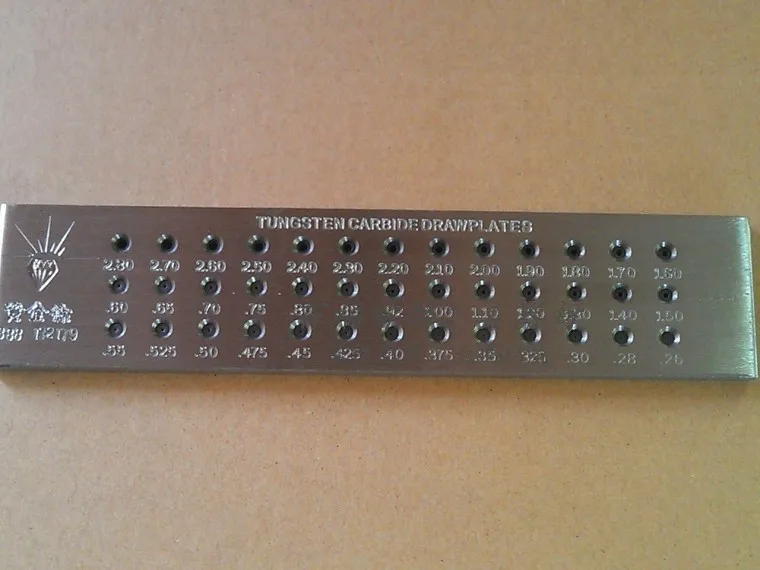 TUNGSTEN CARBIDE DRAWPLATES
2.80 2.70 2.60 2.50 2.40 2.30 2.20 2.10 2.00 1.90 1.80 1.70 1.60
.60 .65 .70 .75 .80 .85 .92 1.00 1.10 1.20 1.30 1.40 1.50
.55 .525 .50 .475 .45 .425 .40 .375 .35 .325 .30 .28 .26